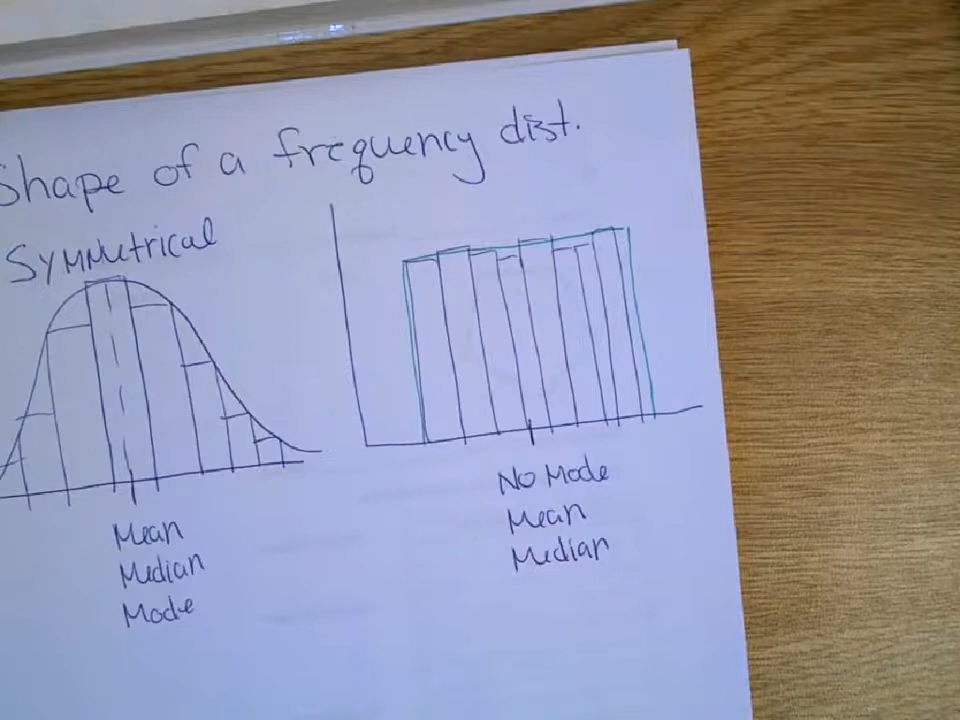 Shape of a frequency dist.
Symmetrical
Mean
Median
Mode
No Mode
Mean
Median